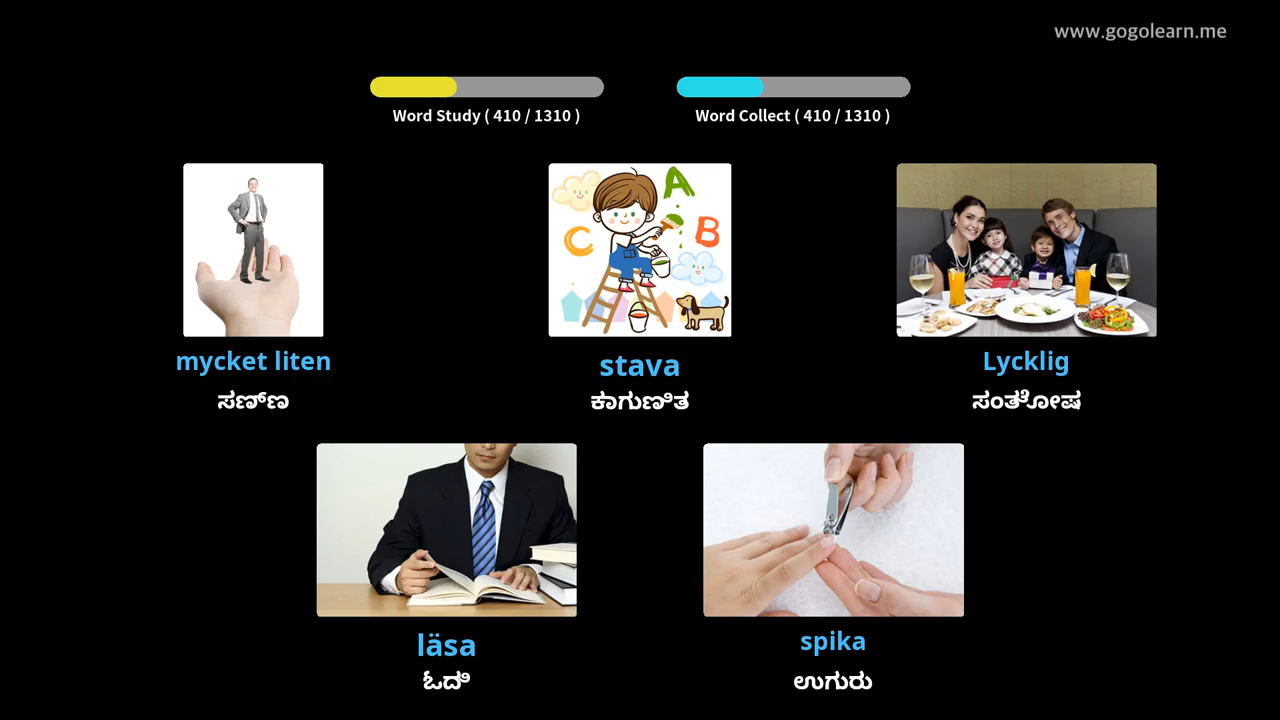 www.gogolearn.me
Word Study ( 410 / 1310 )
Word Collect ( 410 / 1310 )
mycket liten
ಸಣ್ಣ
stava
ಕಾಗುಣಿತ
Lycklig
ಸಂತೋಷ
läsa
ಓದಿ
spika
ಉಗುರು